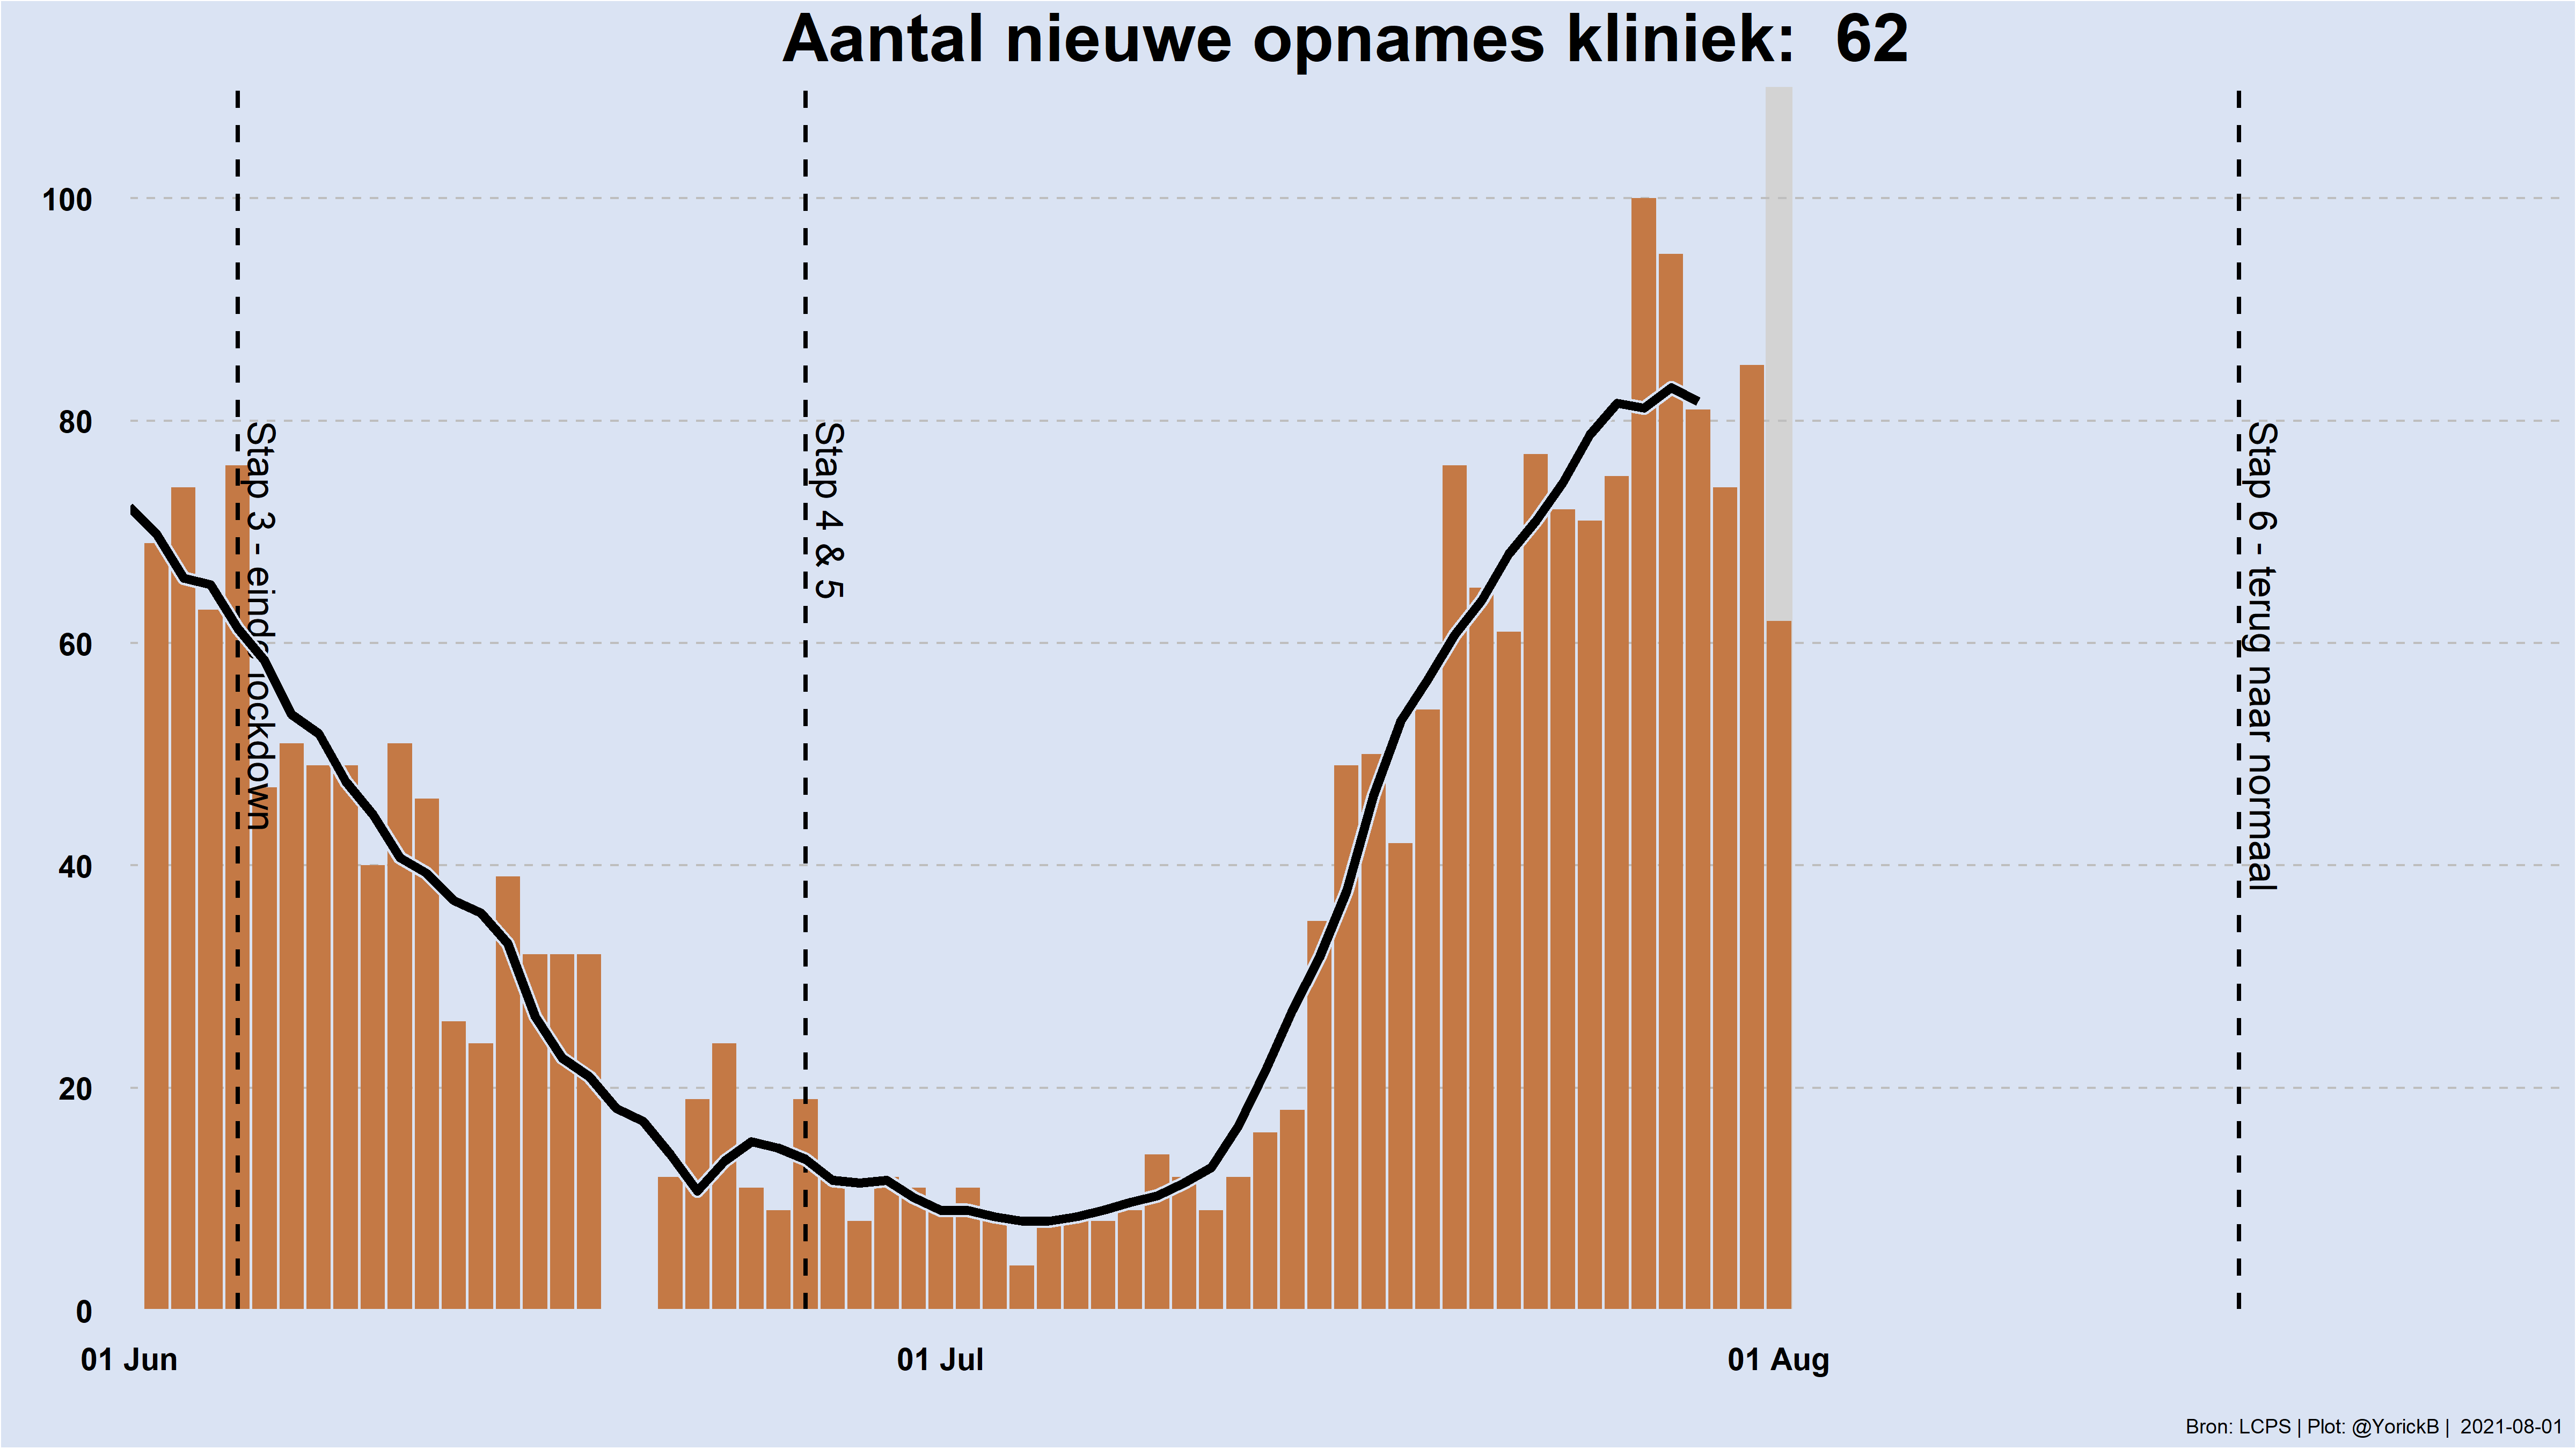 Aantal nieuwe opnames kliniek: 62
100
80
60
40
20
0
Stap 3 - einde lockdown
Stap 4 & 5
Stap 6 - terug naar normaal
01 Jun
01 Jul
01 Aug
Bron: LCPS | Plot: @YorickB | 2021-08-01